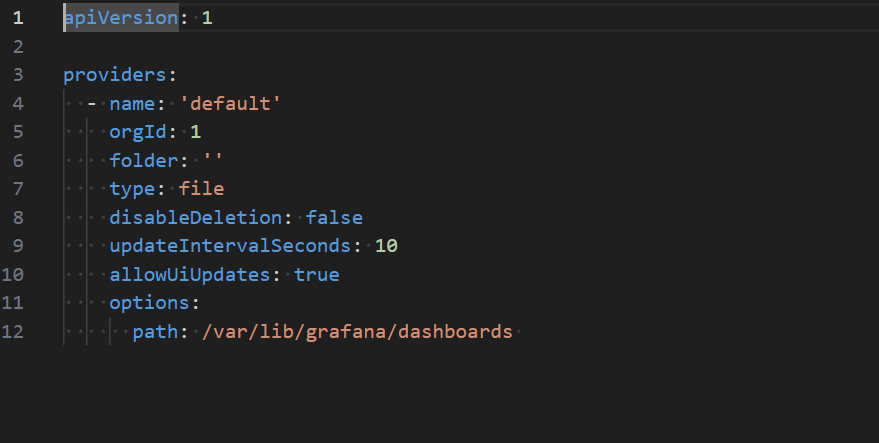 1 apiVersion: 1
2
3 providers:
4   - name: 'default'
5     orgId: 1
6     folder: ''
7     type: file
8     disableDeletion: false
9     updateIntervalSeconds: 10
10     allowUiUpdates: true
11     options:
12       path: /var/lib/grafana/dashboards